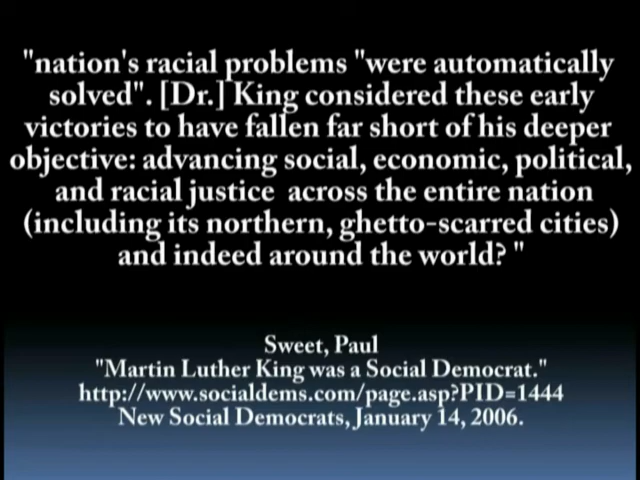 "nation's racial problems "were automatically
solved". [Dr.] King considered these early
victories to have fallen far short of his deeper
objective: advancing social, economic, political,
and racial justice across the entire nation
(including its northern, ghetto-scarred cities)
and indeed around the world? "
Sweet, Paul
"Martin Luther King was a Social Democrat."
http://www.socialdems.com/page.asp?PID=1444
New Social Democrats, January 14, 2006.